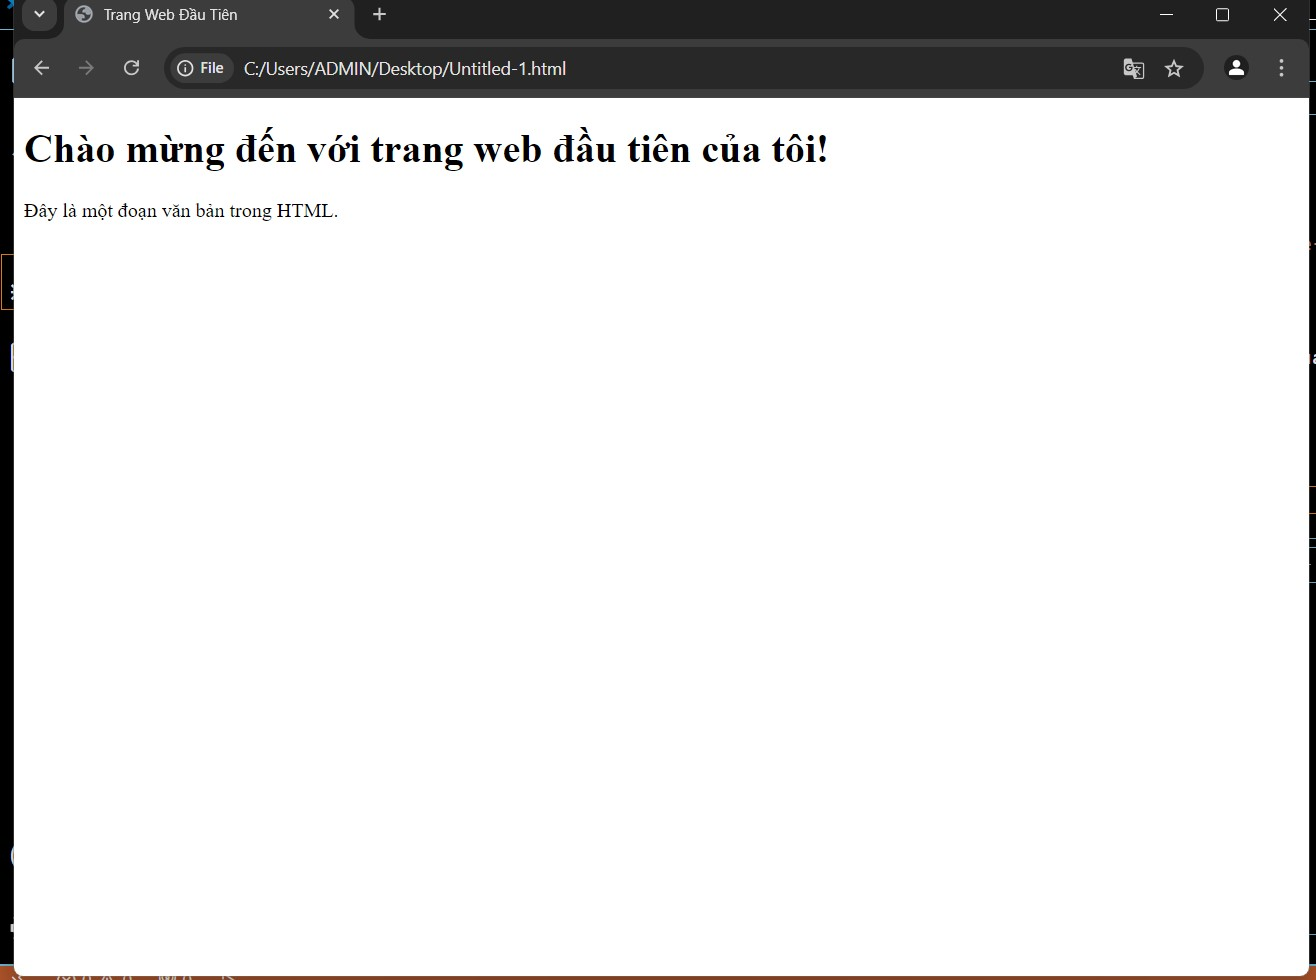 Trang Web Đầu Tiên
File C:/Users/ADMIN/Desktop/Untitled-1.html
Chào mừng đến với trang web đầu tiên của tôi!
Đây là một đoạn văn bản trong HTML.